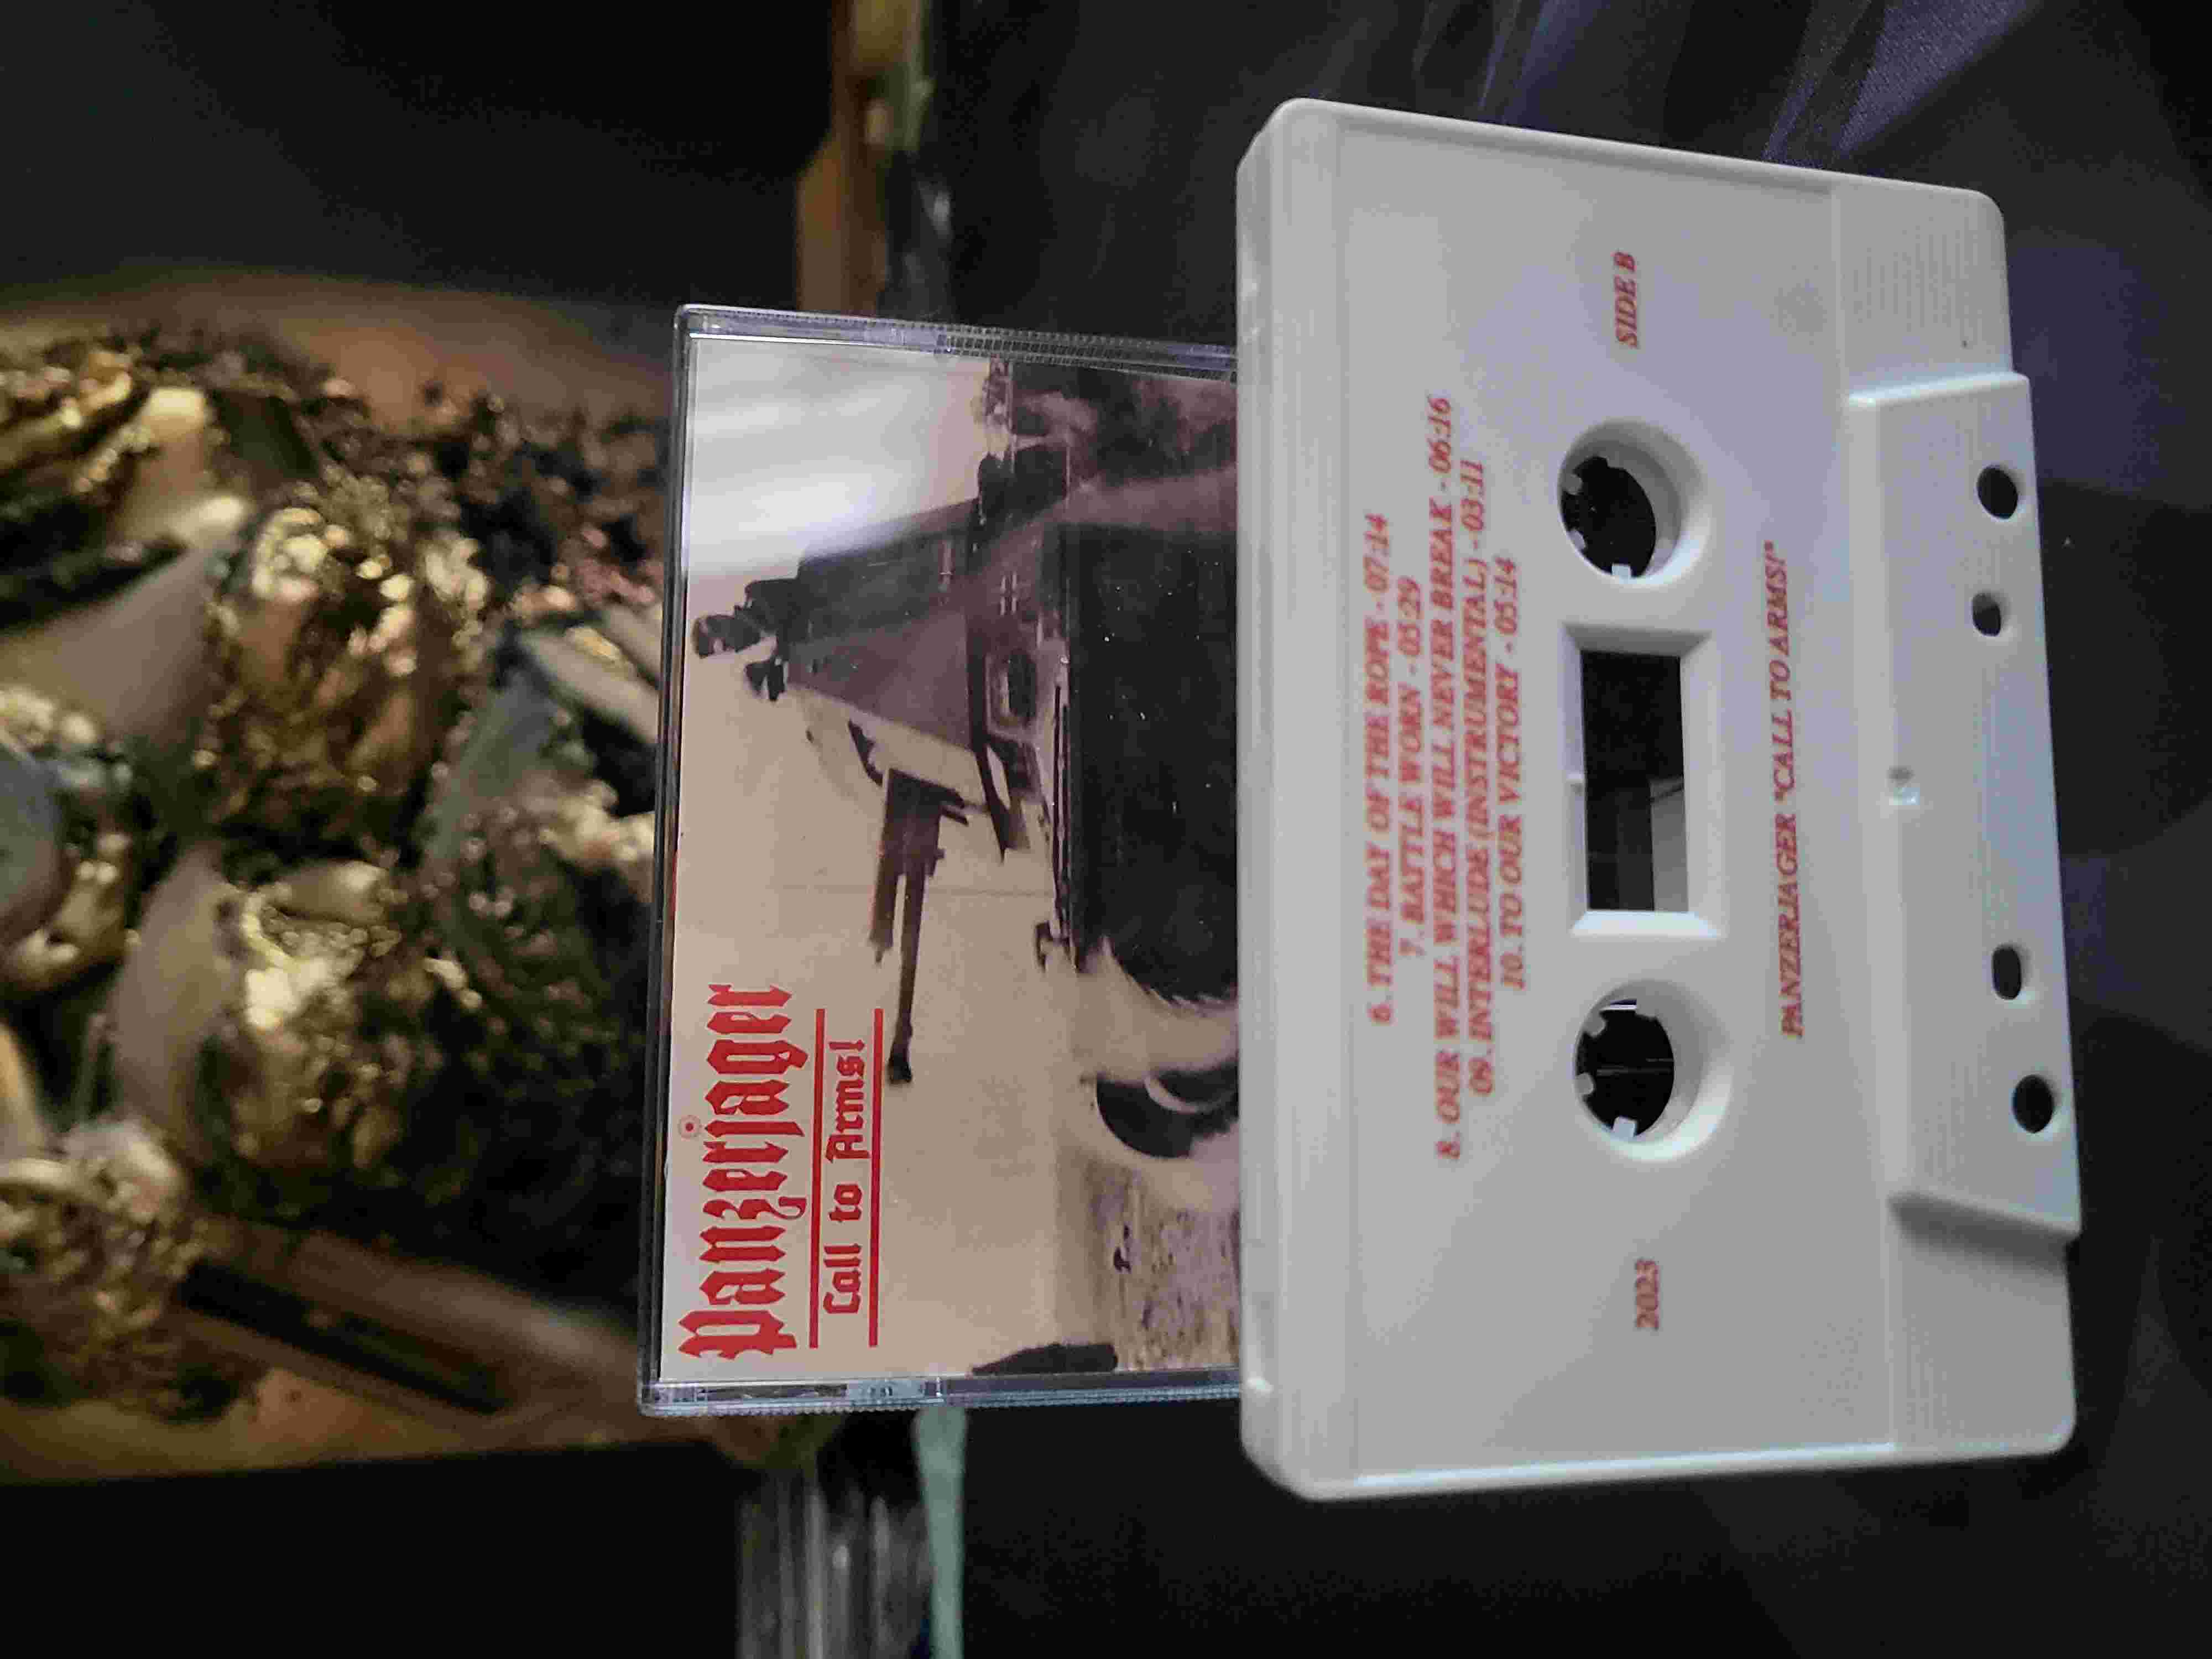 Panzerjager
Call to Arms!
6. THE DAY OF THE ROPE - 07:14
7. BATTLE WORN - 05:29
8. OUR WILL WHICH WILL NEVER BREAK - 06:16
09. INTERLUDE (INSTRUMENTAL) - 03:11
10. TO OUR VICTORY - 05:14
2023
SIDE B
PANZERJAGER "CALL TO ARMS!"